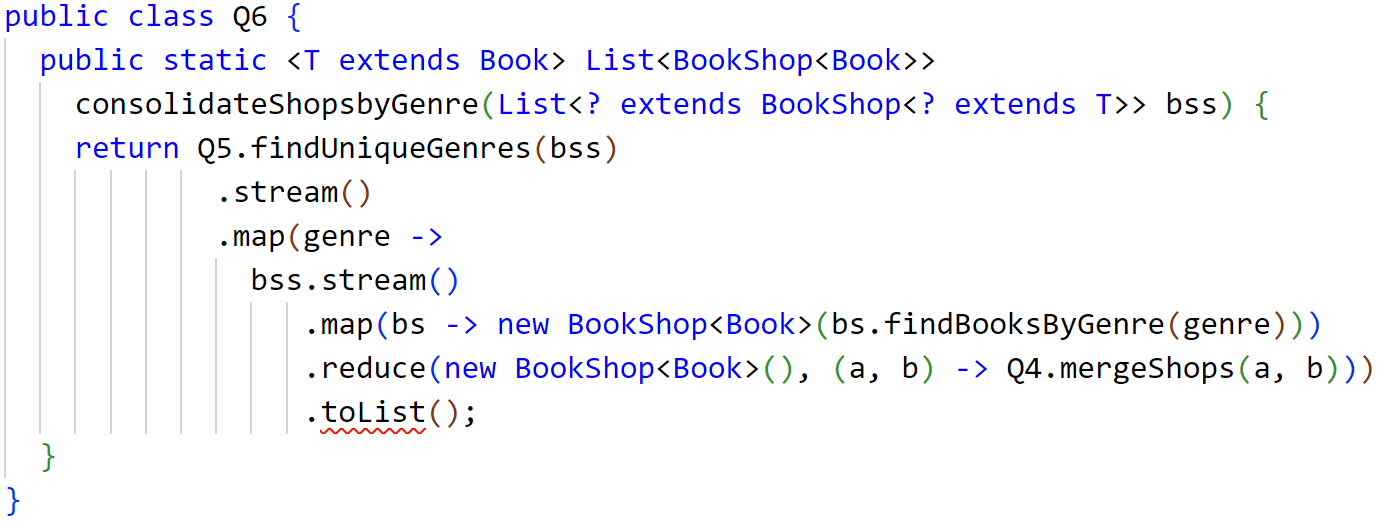 public class Q6 {
  public static <T extends Book> List<BookShop<Book>>
    consolidateShopsbyGenre(List<? extends BookShop<? extends T>> bss) {
    return Q5.findUniqueGenres(bss)
            .stream()
            .map(genre ->
              bss.stream()
                 .map(bs -> new BookShop<Book>(bs.findBooksByGenre(genre)))
                 .reduce(new BookShop<Book>(), (a, b) -> Q4.mergeShops(a, b)))
                 .toList();
  }
}